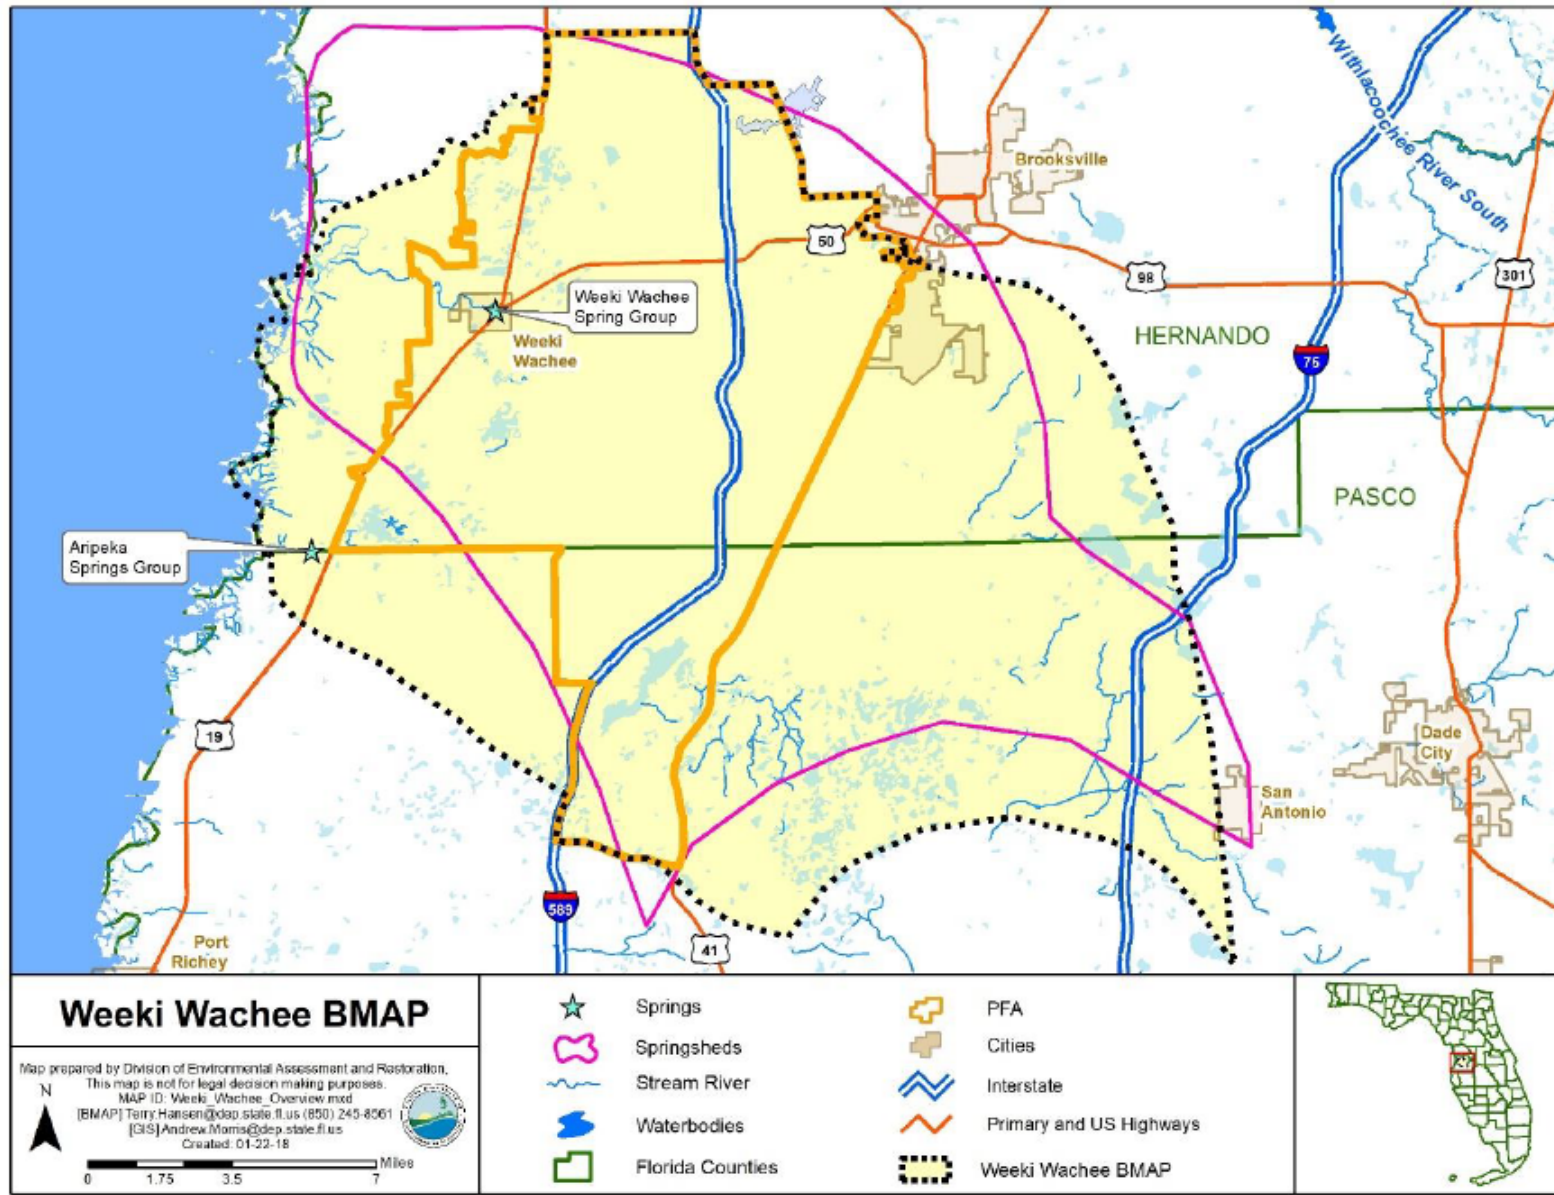 Withlacoochee River South
Brooksville
50
98
301
Weeki Wachee
Spring Group
HERNANDO
Weeki
Wachee
75
PASCO
Aripeka
Springs Group
19
Dade
City
San
Antonio
589
41
Port
Richey
Weeki Wachee BMAP
Map prepared by Division of Environmental Assessment and Restoration.
This map is not for legal decision making purposes.
MAP ID: Weeki_Wachee_Overview.mxd
[BMAP] Terry.Hansen@dep.state.fl.us (850) 245-8561
[GIS] Andrew.Morris@dep.state.fl.us
Created: 01-22-18
N
Miles
0 1.75 3.5 7
Springs
Springsheds
Stream River
Waterbodies
Florida Counties
PFA
Cities
Interstate
Primary and US Highways
Weeki Wachee BMAP